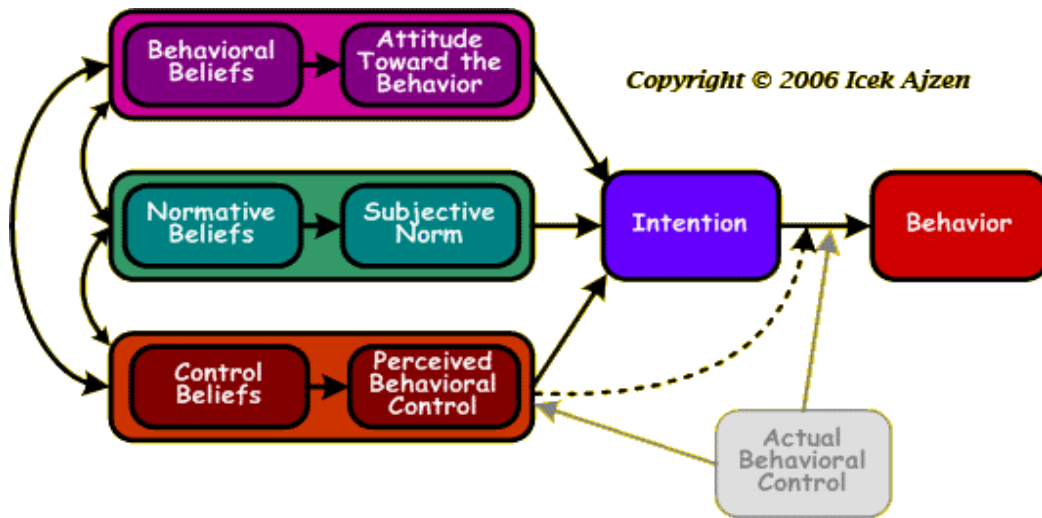 Behavioral
Beliefs
Attitude
Toward the
Behavior
Copyright © 2006 Icek Ajzen
Normative
Beliefs
Subjective
Norm
Intention
Behavior
Control
Beliefs
Perceived
Behavioral
Control
Actual
Behavioral
Control